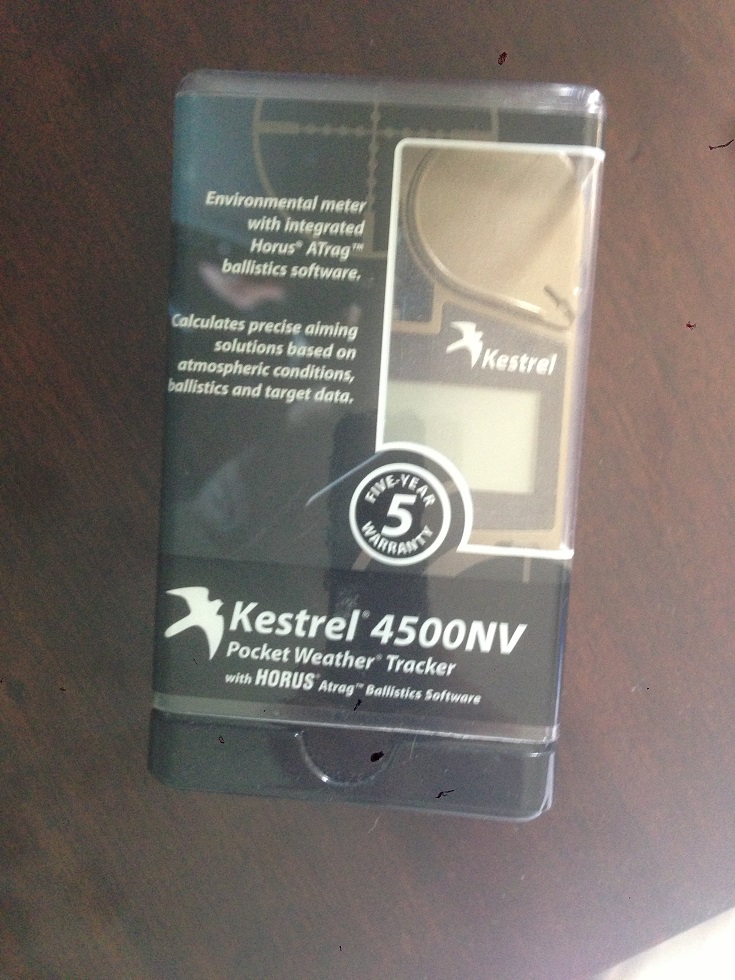 Environmental meter
with integrated
Horus® ATrag™
ballistics software.
Calculates precise aiming
solutions based on
atmospheric conditions,
ballistics and target data.
Kestrel
FIVE-YEAR
5
WARRANTY
Kestrel® 4500NV
Pocket Weather® Tracker
with HORUS® Atrag™ Ballistics Software